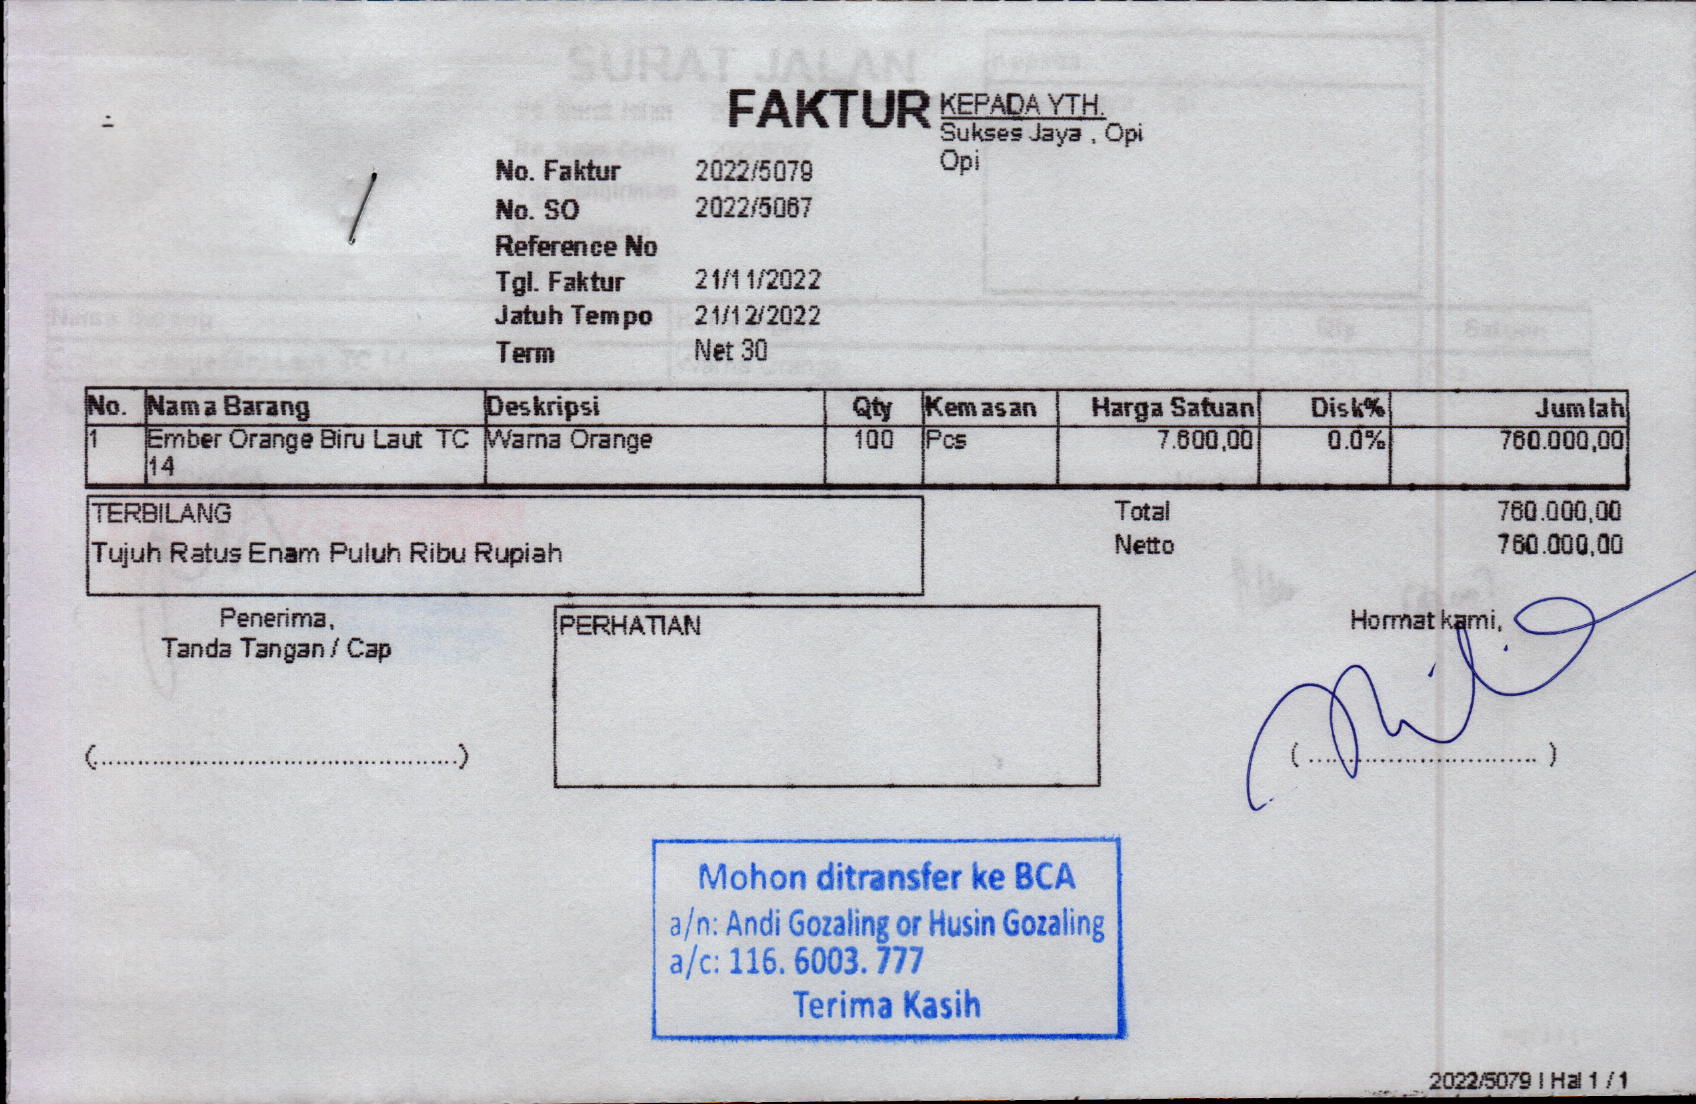 SURAT JALAN
FAKTUR
KEPADA YTH.
Sukses Jaya , Opi
Opi
No. Faktur 2022/5079
No. SO 2022/5067
Reference No
Tgl. Faktur 21/11/2022
Jatuh Tempo 21/12/2022
Term Net 30
No. Nama Barang Deskripsi Qty Kemasan Harga Satuan Disk% Jumlah
1 Ember Orange Biru Laut TC Warna Orange 100 Pcs 7.600,00 0.0% 760.000,00
14
TERBILANG
Tujuh Ratus Enam Puluh Ribu Rupiah
Total 760.000,00
Netto 760.000,00
Penerima,
Tanda Tangan / Cap
PERHATIAN
Hormat kami,
(..............................................)
( .............................. )
Mohon ditransfer ke BCA
a/n: Andi Gozaling or Husin Gozaling
a/c: 116. 6003. 777
Terima Kasih
2022/5079 | Hal 1 / 1